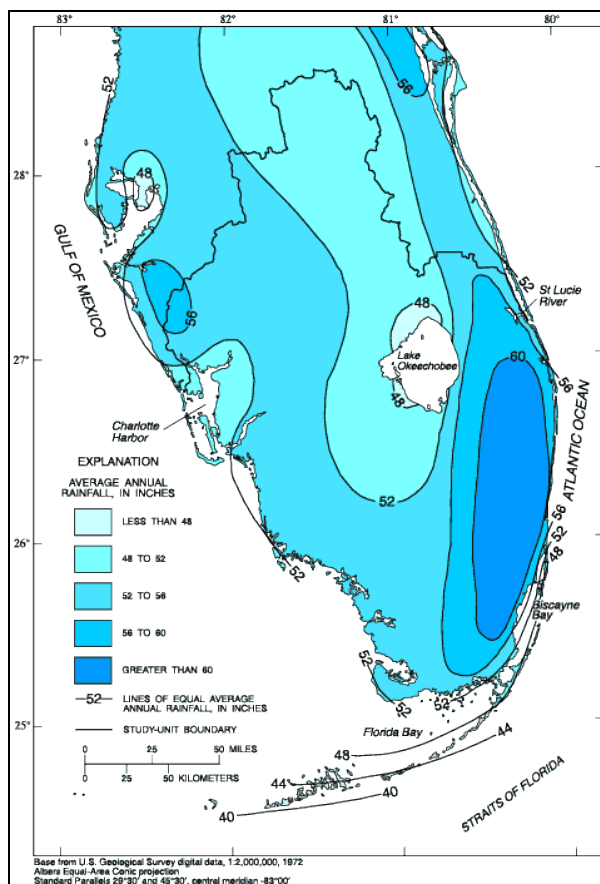 83°
82°
81°
80°
52
56
48
28°
GULF OF MEXICO
52
St Lucie
River
56
48
60
27°
Lake
Okeechobee
56
48
Charlotte
Harbor
ATLANTIC OCEAN
EXPLANATION
AVERAGE ANNUAL
RAINFALL, IN INCHES
52
LESS THAN 48
56
26°
52
48 TO 52
48
52
52 TO 56
Biscayne
Bay
56 TO 60
52
GREATER THAN 60
52
52
52 LINES OF EQUAL AVERAGE
ANNUAL RAINFALL, IN INCHES
25°
STUDY-UNIT BOUNDARY
Florida Bay
44
0 25 50 MILES
48
0 25 50 KILOMETERS
44
40
40
STRAITS OF FLORIDA
Base from U.S. Geological Survey digital data, 1:2,000,000, 1972
Albers Equal-Area Conic projection
Standard Parallels 29°30' and 45°30', central meridian -83°00'